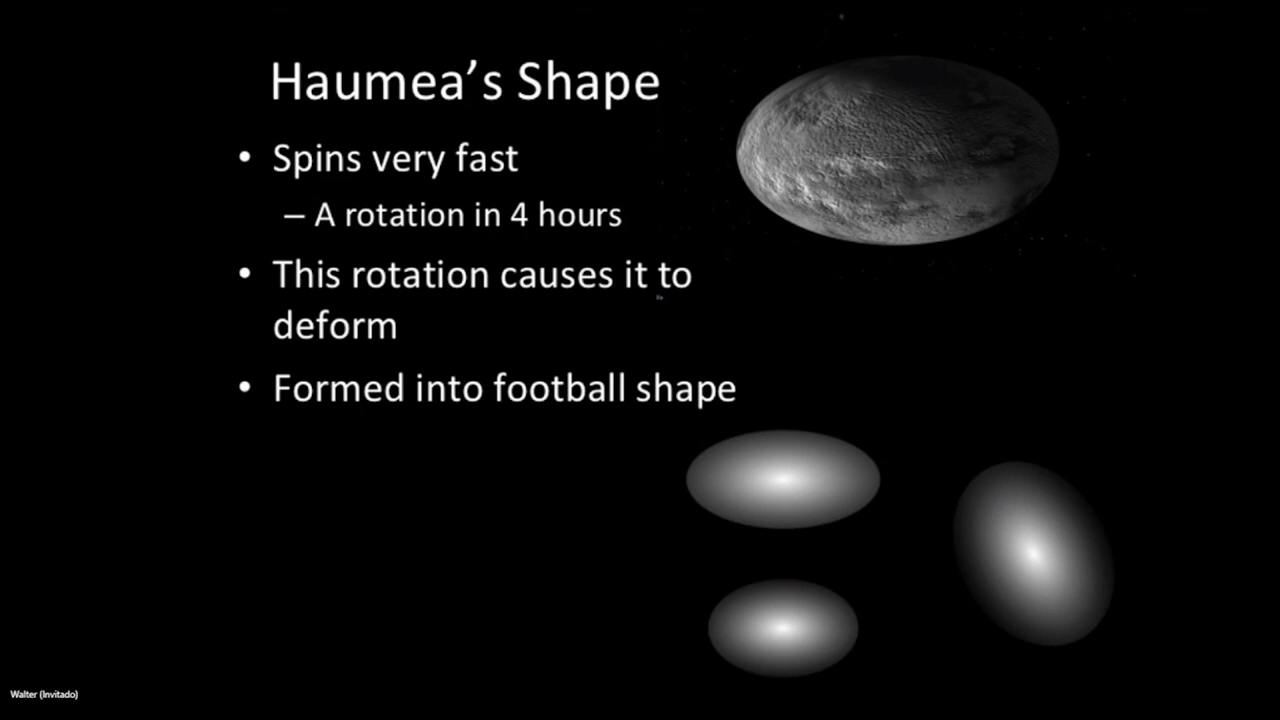 Haumea’s Shape
• Spins very fast
– A rotation in 4 hours
• This rotation causes it to
deform
• Formed into football shape
Walter (Invitado)